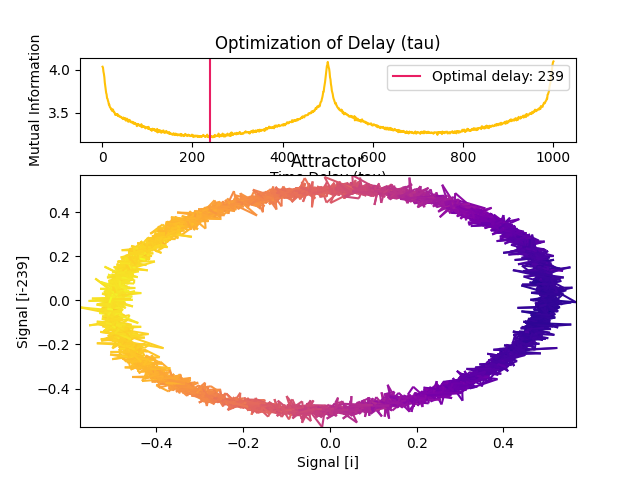 Optimization of Delay (tau)
Mutual Information
4.0
3.5
Optimal delay: 239
0 200 400 600 800 1000
Time Delay (tau)
Attractor
Signal [i-239]
0.4
0.2
0.0
−0.2
−0.4
−0.4 −0.2 0.0 0.2 0.4
Signal [i]